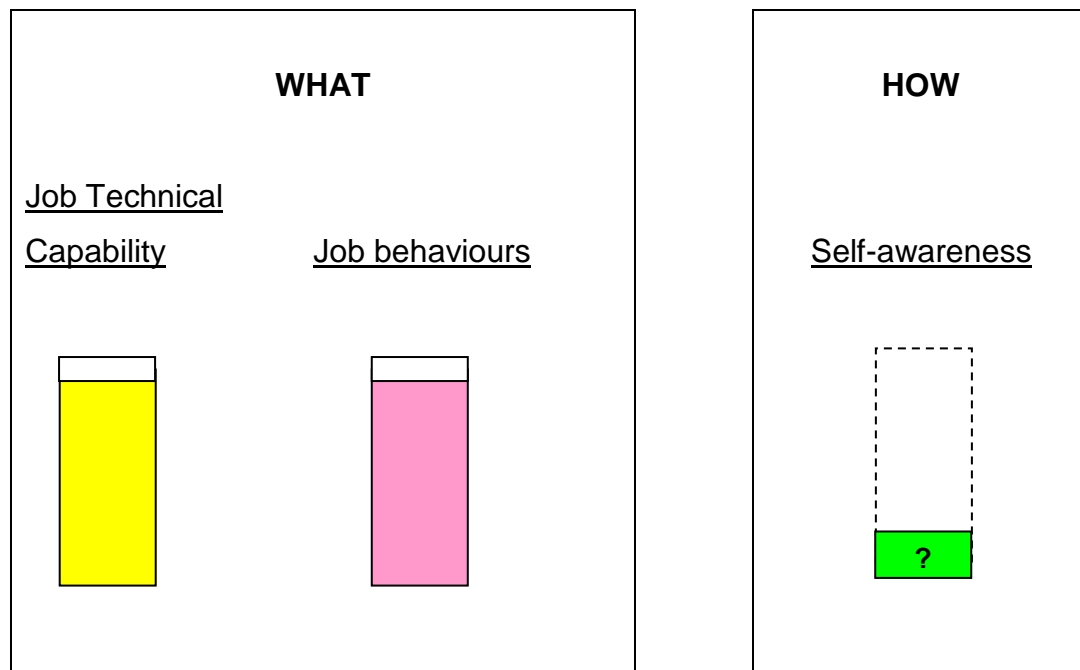 WHAT
Job Technical
Capability
Job behaviours
HOW
Self-awareness
?